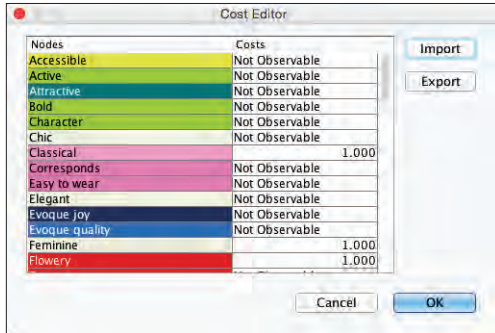 Cost Editor
Nodes Costs
Accessible Not Observable
Active Not Observable
Attractive Not Observable
Bold Not Observable
Character Not Observable
Chic Not Observable
Classical 1.000
Corresponds Not Observable
Easy to wear Not Observable
Elegant Not Observable
Evoque joy Not Observable
Evoque quality Not Observable
Feminine 1.000
Flowery 1.000
Import
Export
Cancel OK